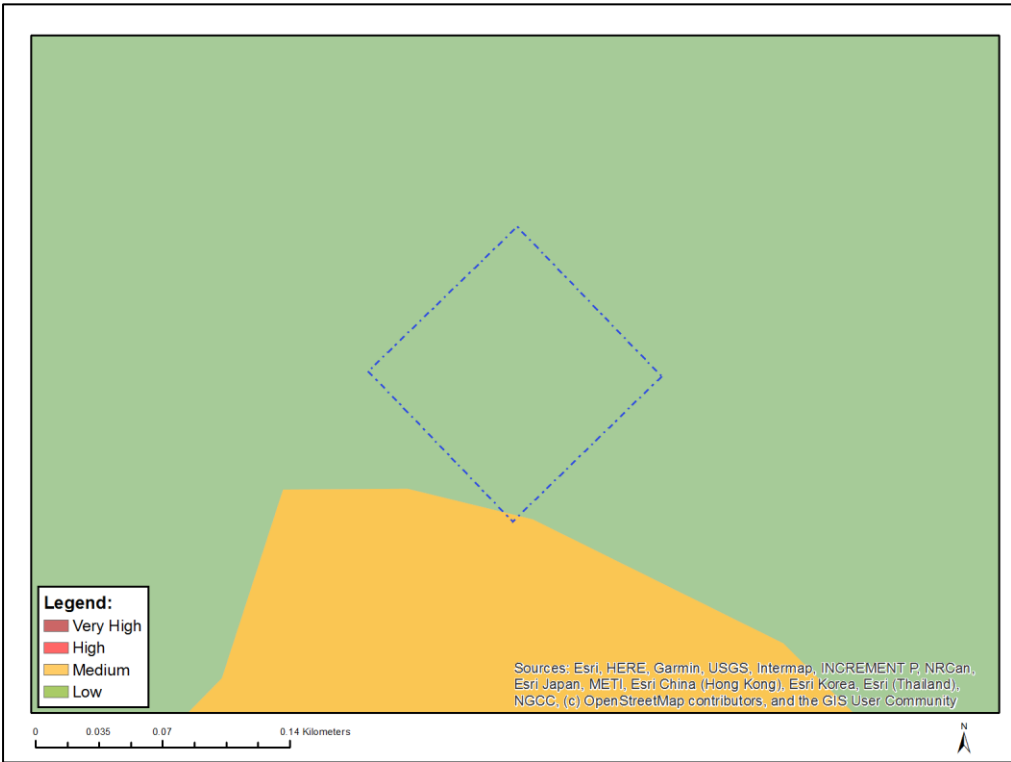 Legend:
Very High
High
Medium
Low
Sources: Esri, HERE, Garmin, USGS, Intermap, INCREMENT P, NRCan,
Esri Japan, METI, Esri China (Hong Kong), Esri Korea, Esri (Thailand),
NGCC, (c) OpenStreetMap contributors, and the GIS User Community
0 0.035 0.07 0.14 Kilometers
N